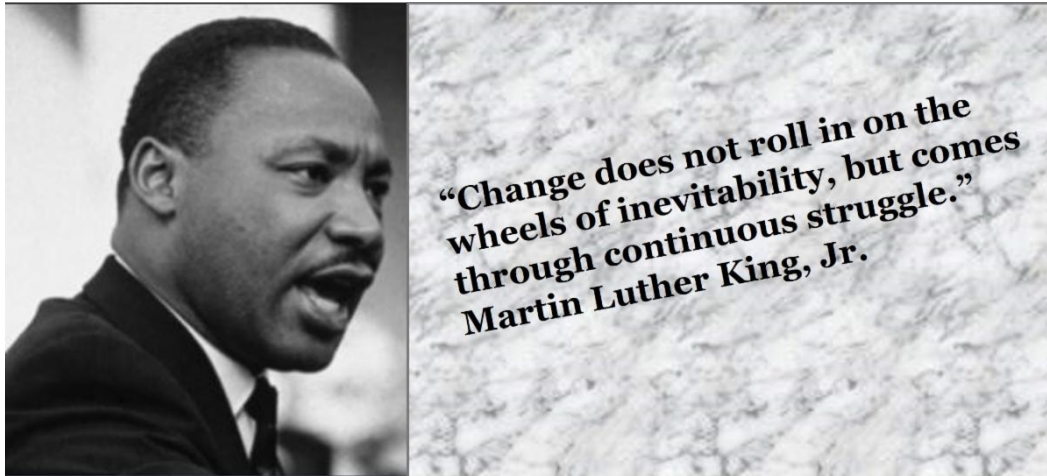 “Change does not roll in on the
wheels of inevitability, but comes
through continuous struggle.”
Martin Luther King, Jr.